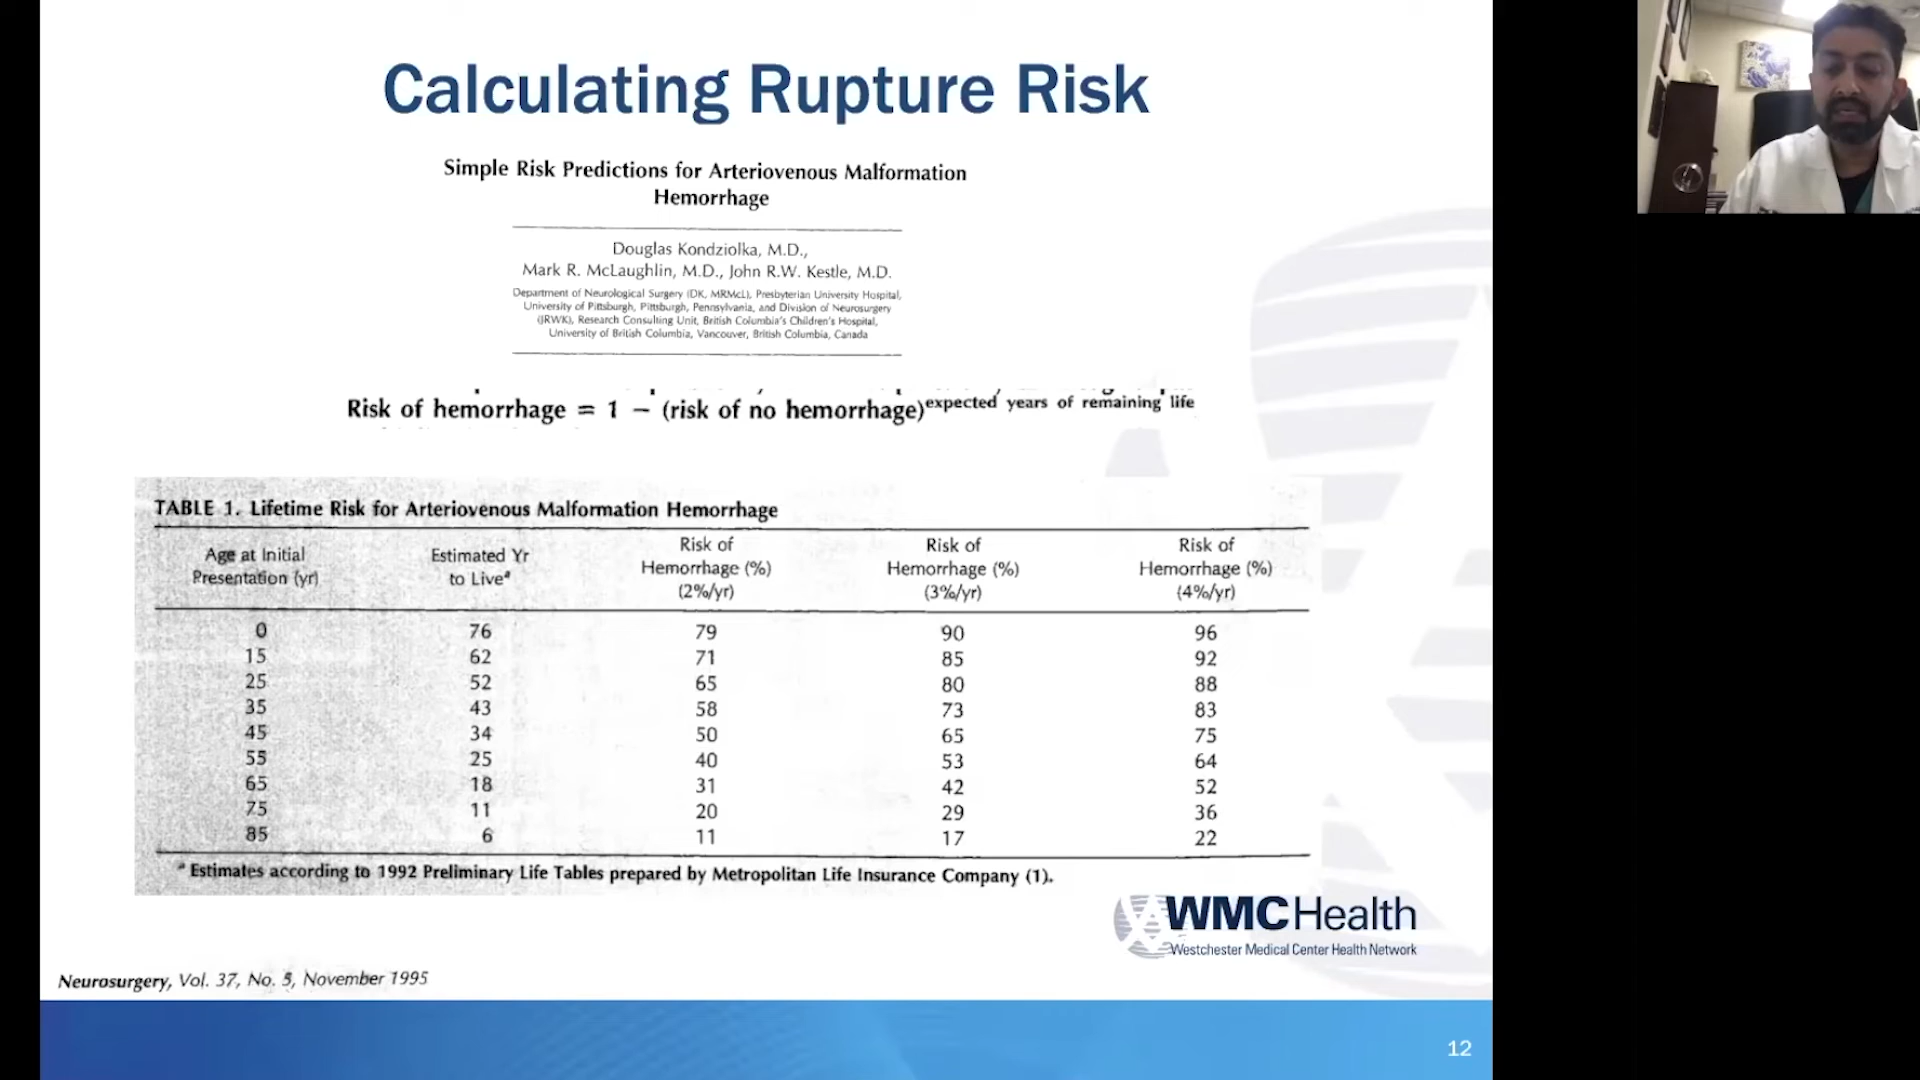 Calculating Rupture Risk
Simple Risk Predictions for Arteriovenous Malformation
Hemorrhage
Douglas Kondziolka, M.D.,
Mark R. McLaughlin, M.D., John R.W. Kestle, M.D.
Department of Neurological Surgery (DK, MRMcL), Presbyterian University Hospital,
University of Pittsburgh, Pittsburgh, Pennsylvania, and Division of Neurosurgery
(JRWK), Research Consulting Unit, British Columbia's Children's Hospital,
University of British Columbia, Vancouver, British Columbia, Canada
Risk of hemorrhage = 1 − (risk of no hemorrhage)expected years of remaining life
TABLE 1. Lifetime Risk for Arteriovenous Malformation Hemorrhage
Age at Initial Presentation (yr) Estimated Yr to Liveª Risk of Hemorrhage (%) (2%/yr) Risk of Hemorrhage (%) (3%/yr) Risk of Hemorrhage (%) (4%/yr)
0 76 79 90 96
15 62 71 85 92
25 52 65 80 88
35 43 58 73 83
45 34 50 65 75
55 25 40 53 64
65 18 31 42 52
75 11 20 29 36
85 6 11 17 22
ª Estimates according to 1992 Preliminary Life Tables prepared by Metropolitan Life Insurance Company (1).
WMCHealth
Westchester Medical Center Health Network
Neurosurgery, Vol. 37, No. 5, November 1995
12